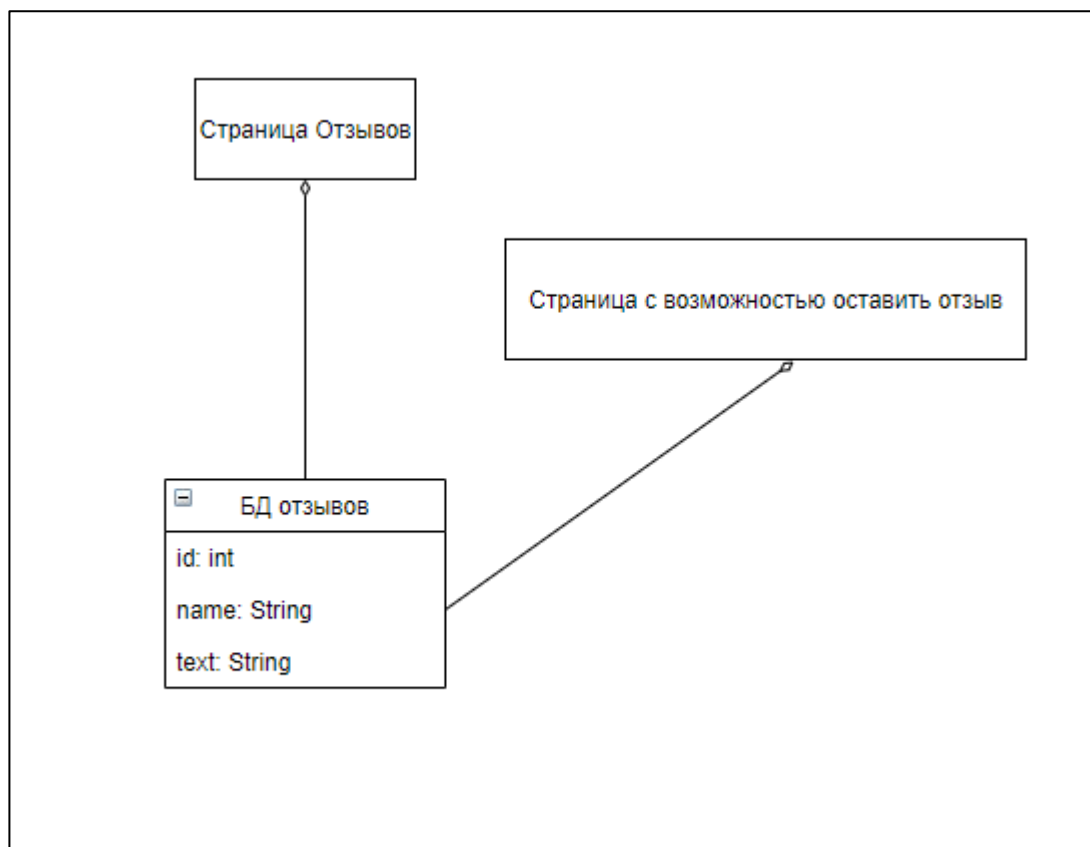 Страница Отзывов
Страница с возможностью оставить отзыв
БД отзывов
id: int
name: String
text: String